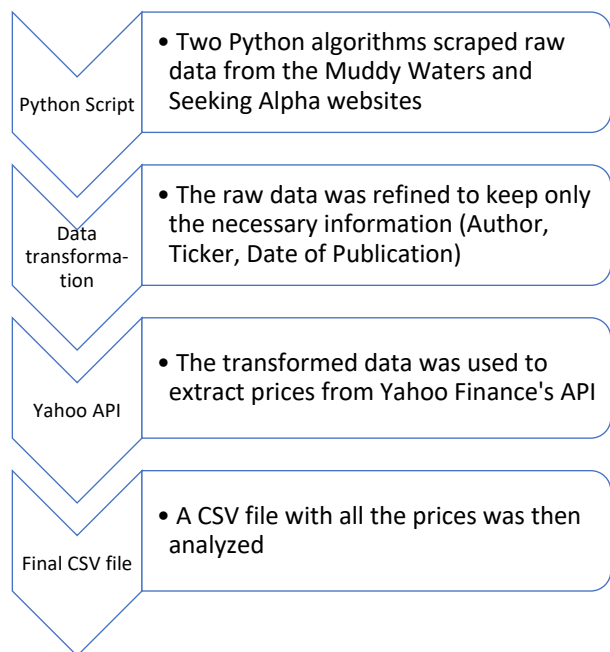 Python Script
• Two Python algorithms scraped raw
data from the Muddy Waters and
Seeking Alpha websites
Data
transforma-
tion
• The raw data was refined to keep only
the necessary information (Author,
Ticker, Date of Publication)
Yahoo API
• The transformed data was used to
extract prices from Yahoo Finance's API
Final CSV file
• A CSV file with all the prices was then
analyzed